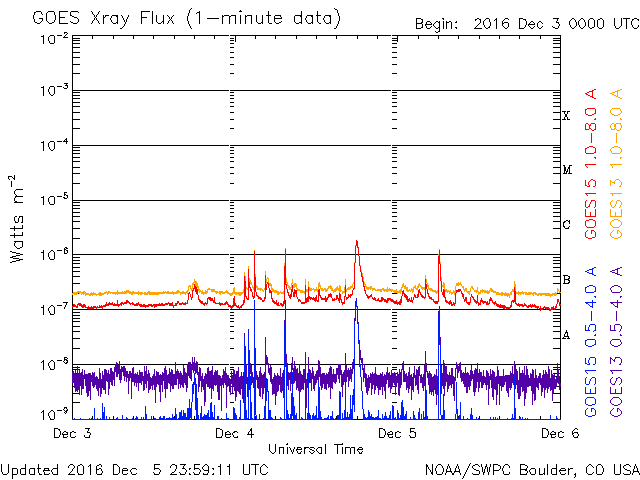 GOES Xray Flux (1-minute data)
Begin: 2016 Dec 3 0000 UTC
10-2
10-3
10-4
10-5
10-6
10-7
10-8
10-9
Watts m-2
X
M
C
B
A
GOES15 1.0-8.0 A
GOES13 1.0-8.0 A
GOES15 0.5-4.0 A
GOES13 0.5-4.0 A
Dec 3
Dec 4
Dec 5
Dec 6
Universal Time
Updated 2016 Dec 5 23:59:11 UTC
NOAA/SWPC Boulder, CO USA